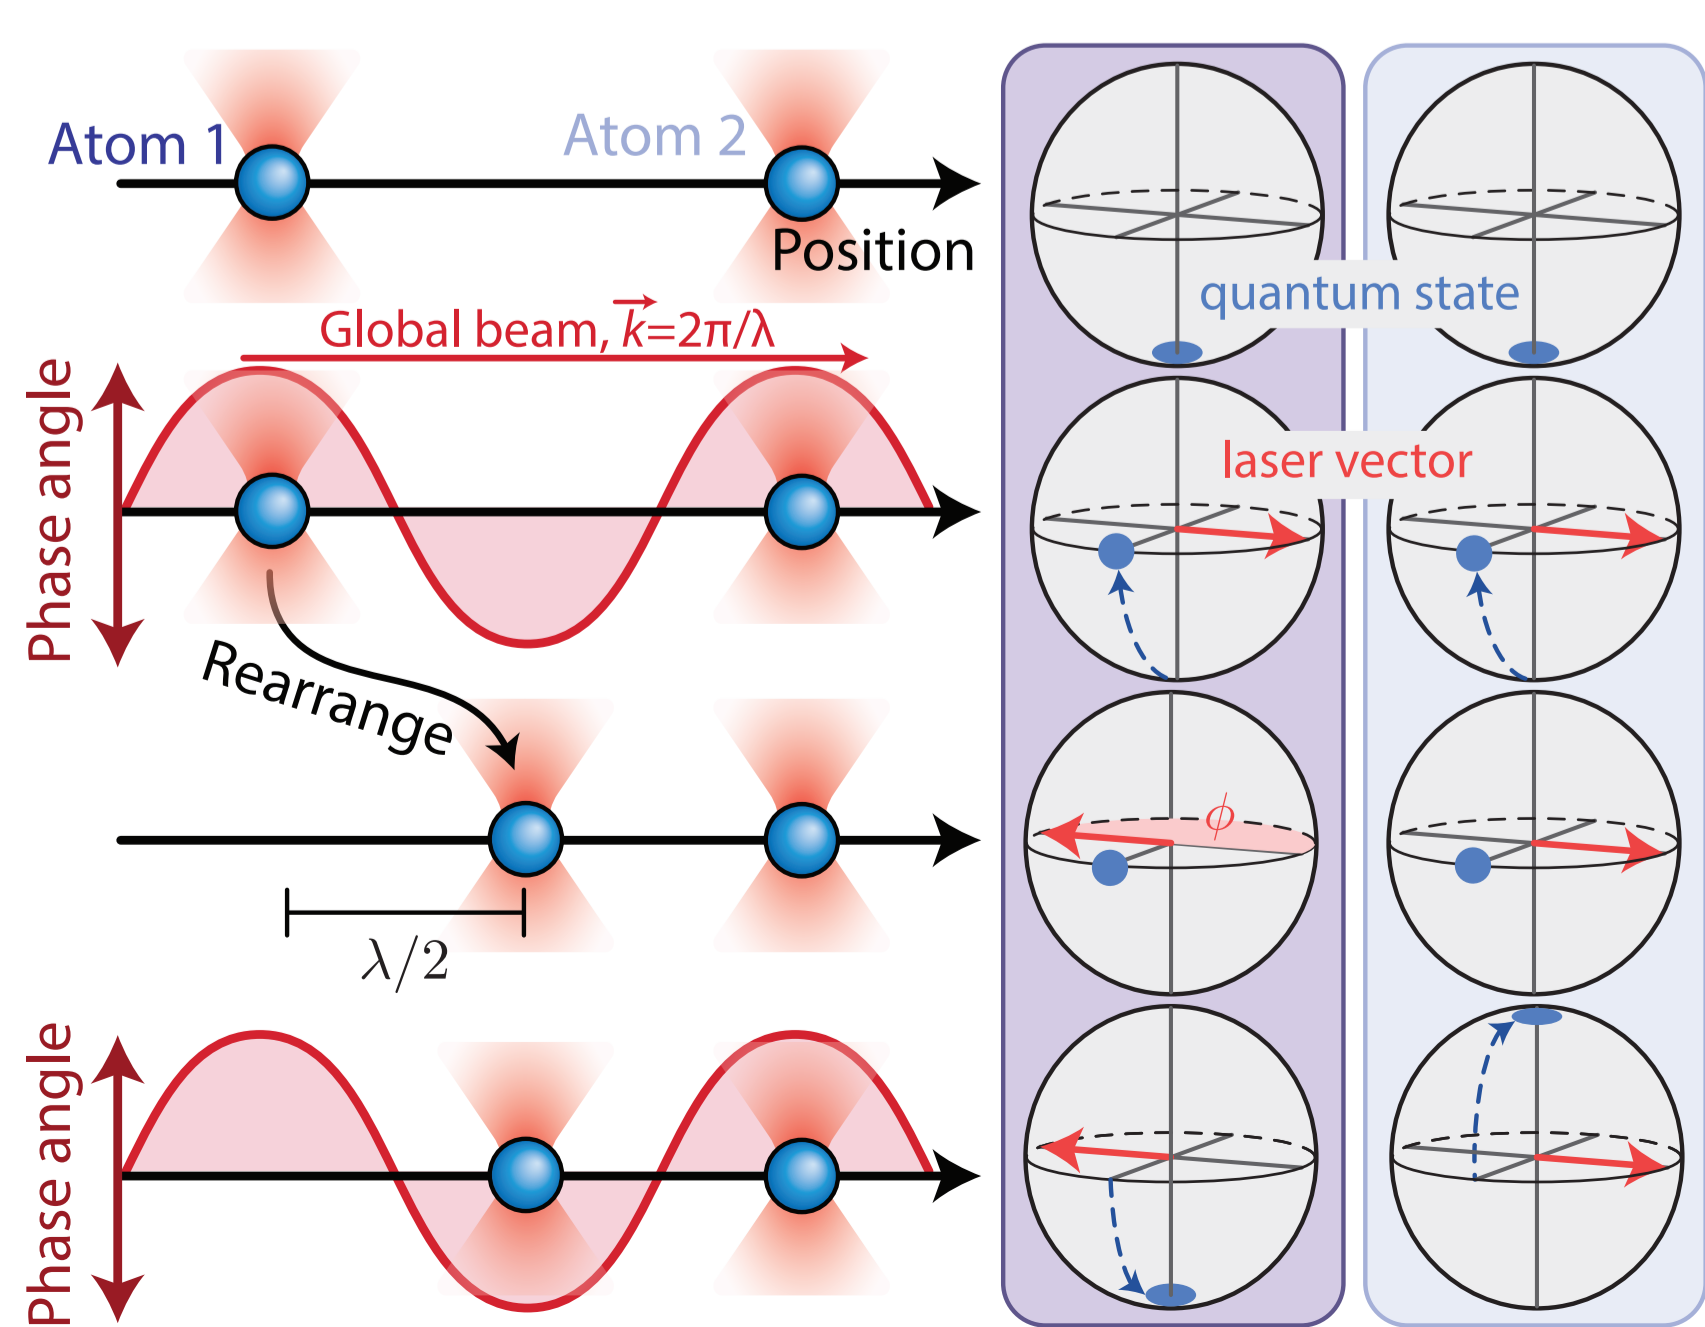 Atom 1
Atom 2
Position
quantum state
Global beam, k=2π/λ
Phase angle
laser vector
Rearrange
ϕ
λ/2
Phase angle